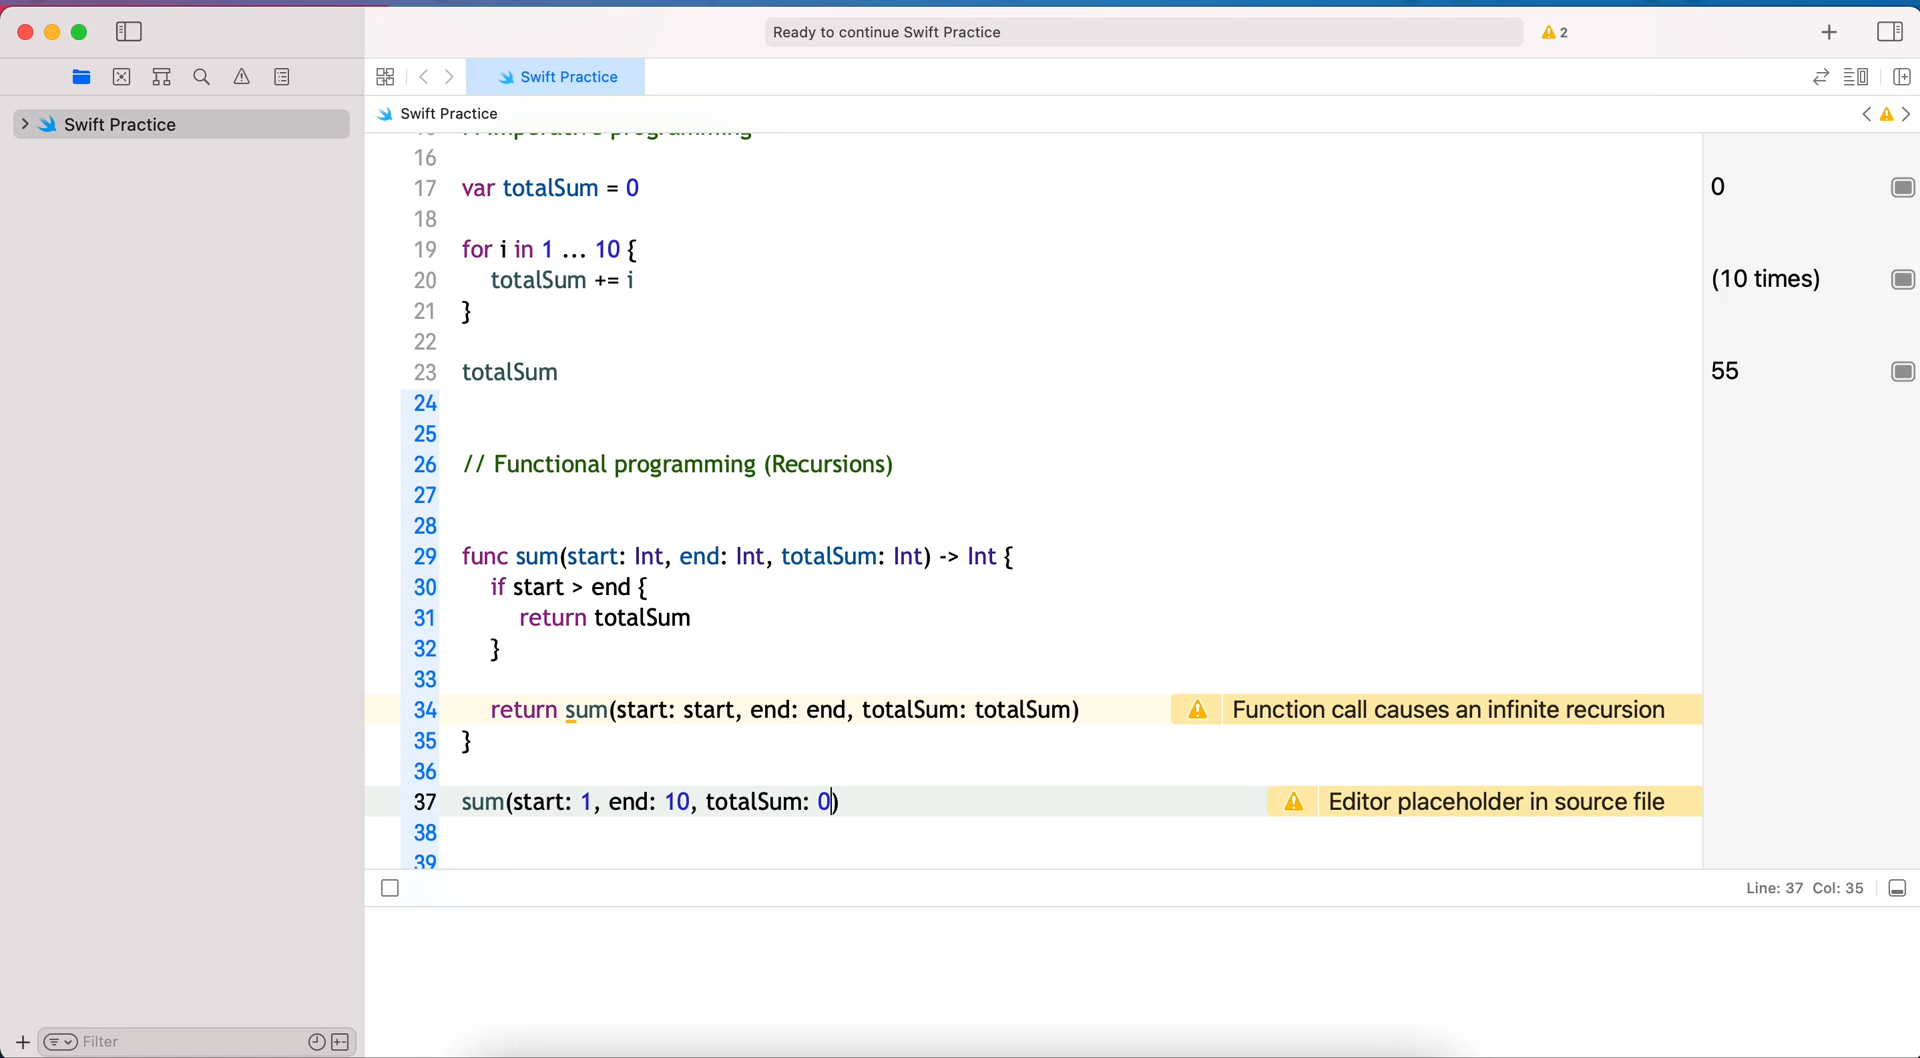 Ready to continue Swift Practice
2
Swift Practice
Swift Practice
Swift Practice
16
17 var totalSum = 0
0
18
19 for i in 1 ... 10 {
20 totalSum += i
(10 times)
21 }
22
23 totalSum
55
24
25
26 // Functional programming (Recursions)
27
28
29 func sum(start: Int, end: Int, totalSum: Int) -> Int {
30 if start > end {
31 return totalSum
32 }
33
34 return sum(start: start, end: end, totalSum: totalSum)
Function call causes an infinite recursion
35 }
36
37 sum(start: 1, end: 10, totalSum: 0)
Editor placeholder in source file
38
39
Line: 37 Col: 35
Filter